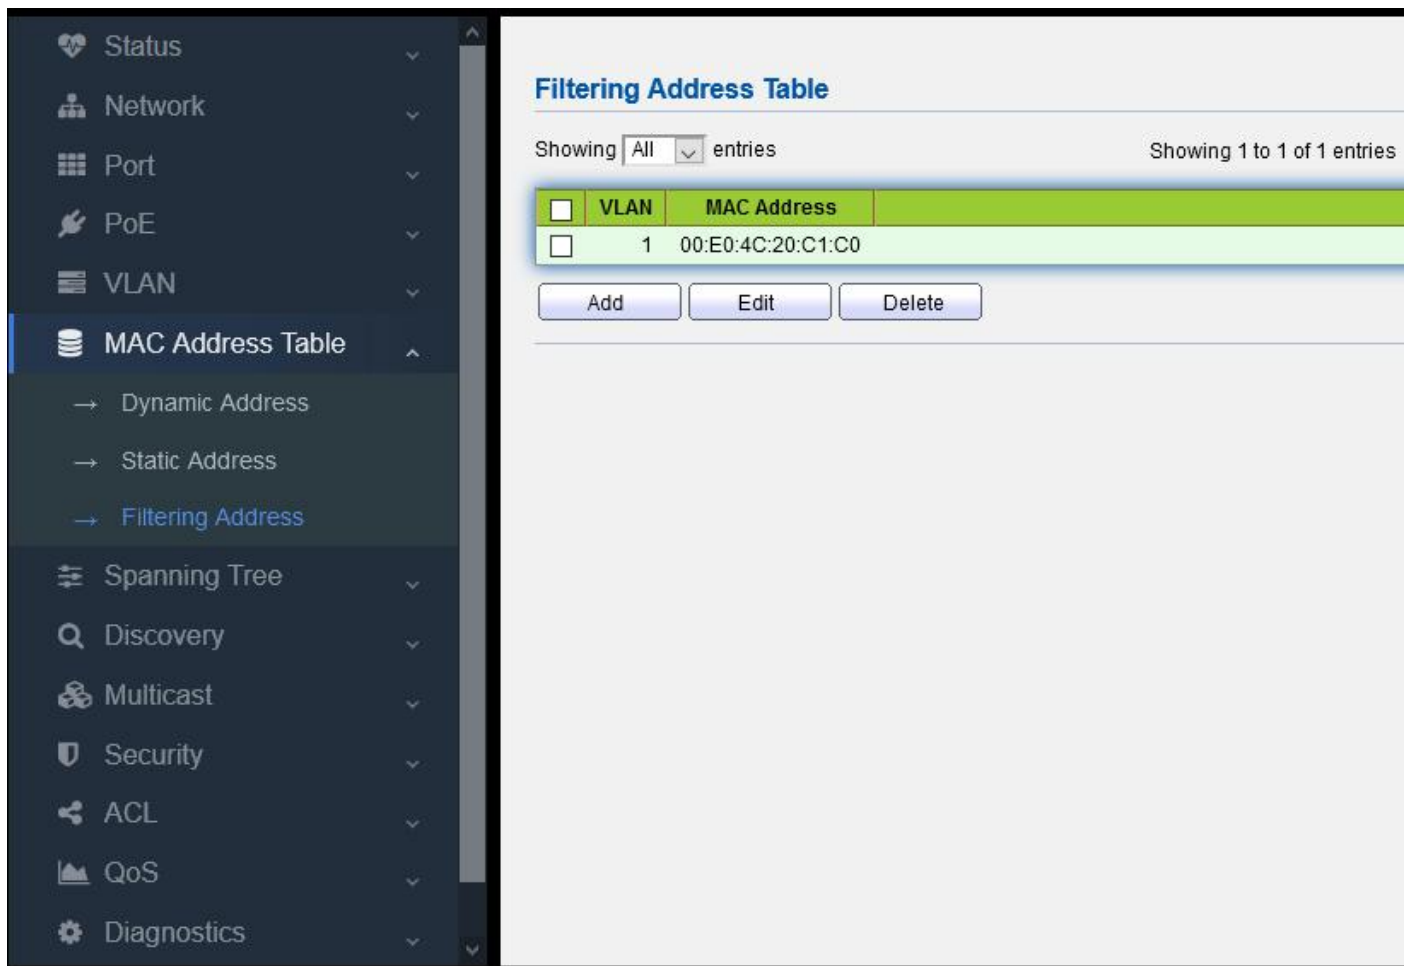 Status
Network
Port
PoE
VLAN
MAC Address Table
Dynamic Address
Static Address
Filtering Address
Spanning Tree
Discovery
Multicast
Security
ACL
QoS
Diagnostics
Filtering Address Table
Showing All entries Showing 1 to 1 of 1 entries
VLAN MAC Address
1 00:E0:4C:20:C1:C0
Add Edit Delete